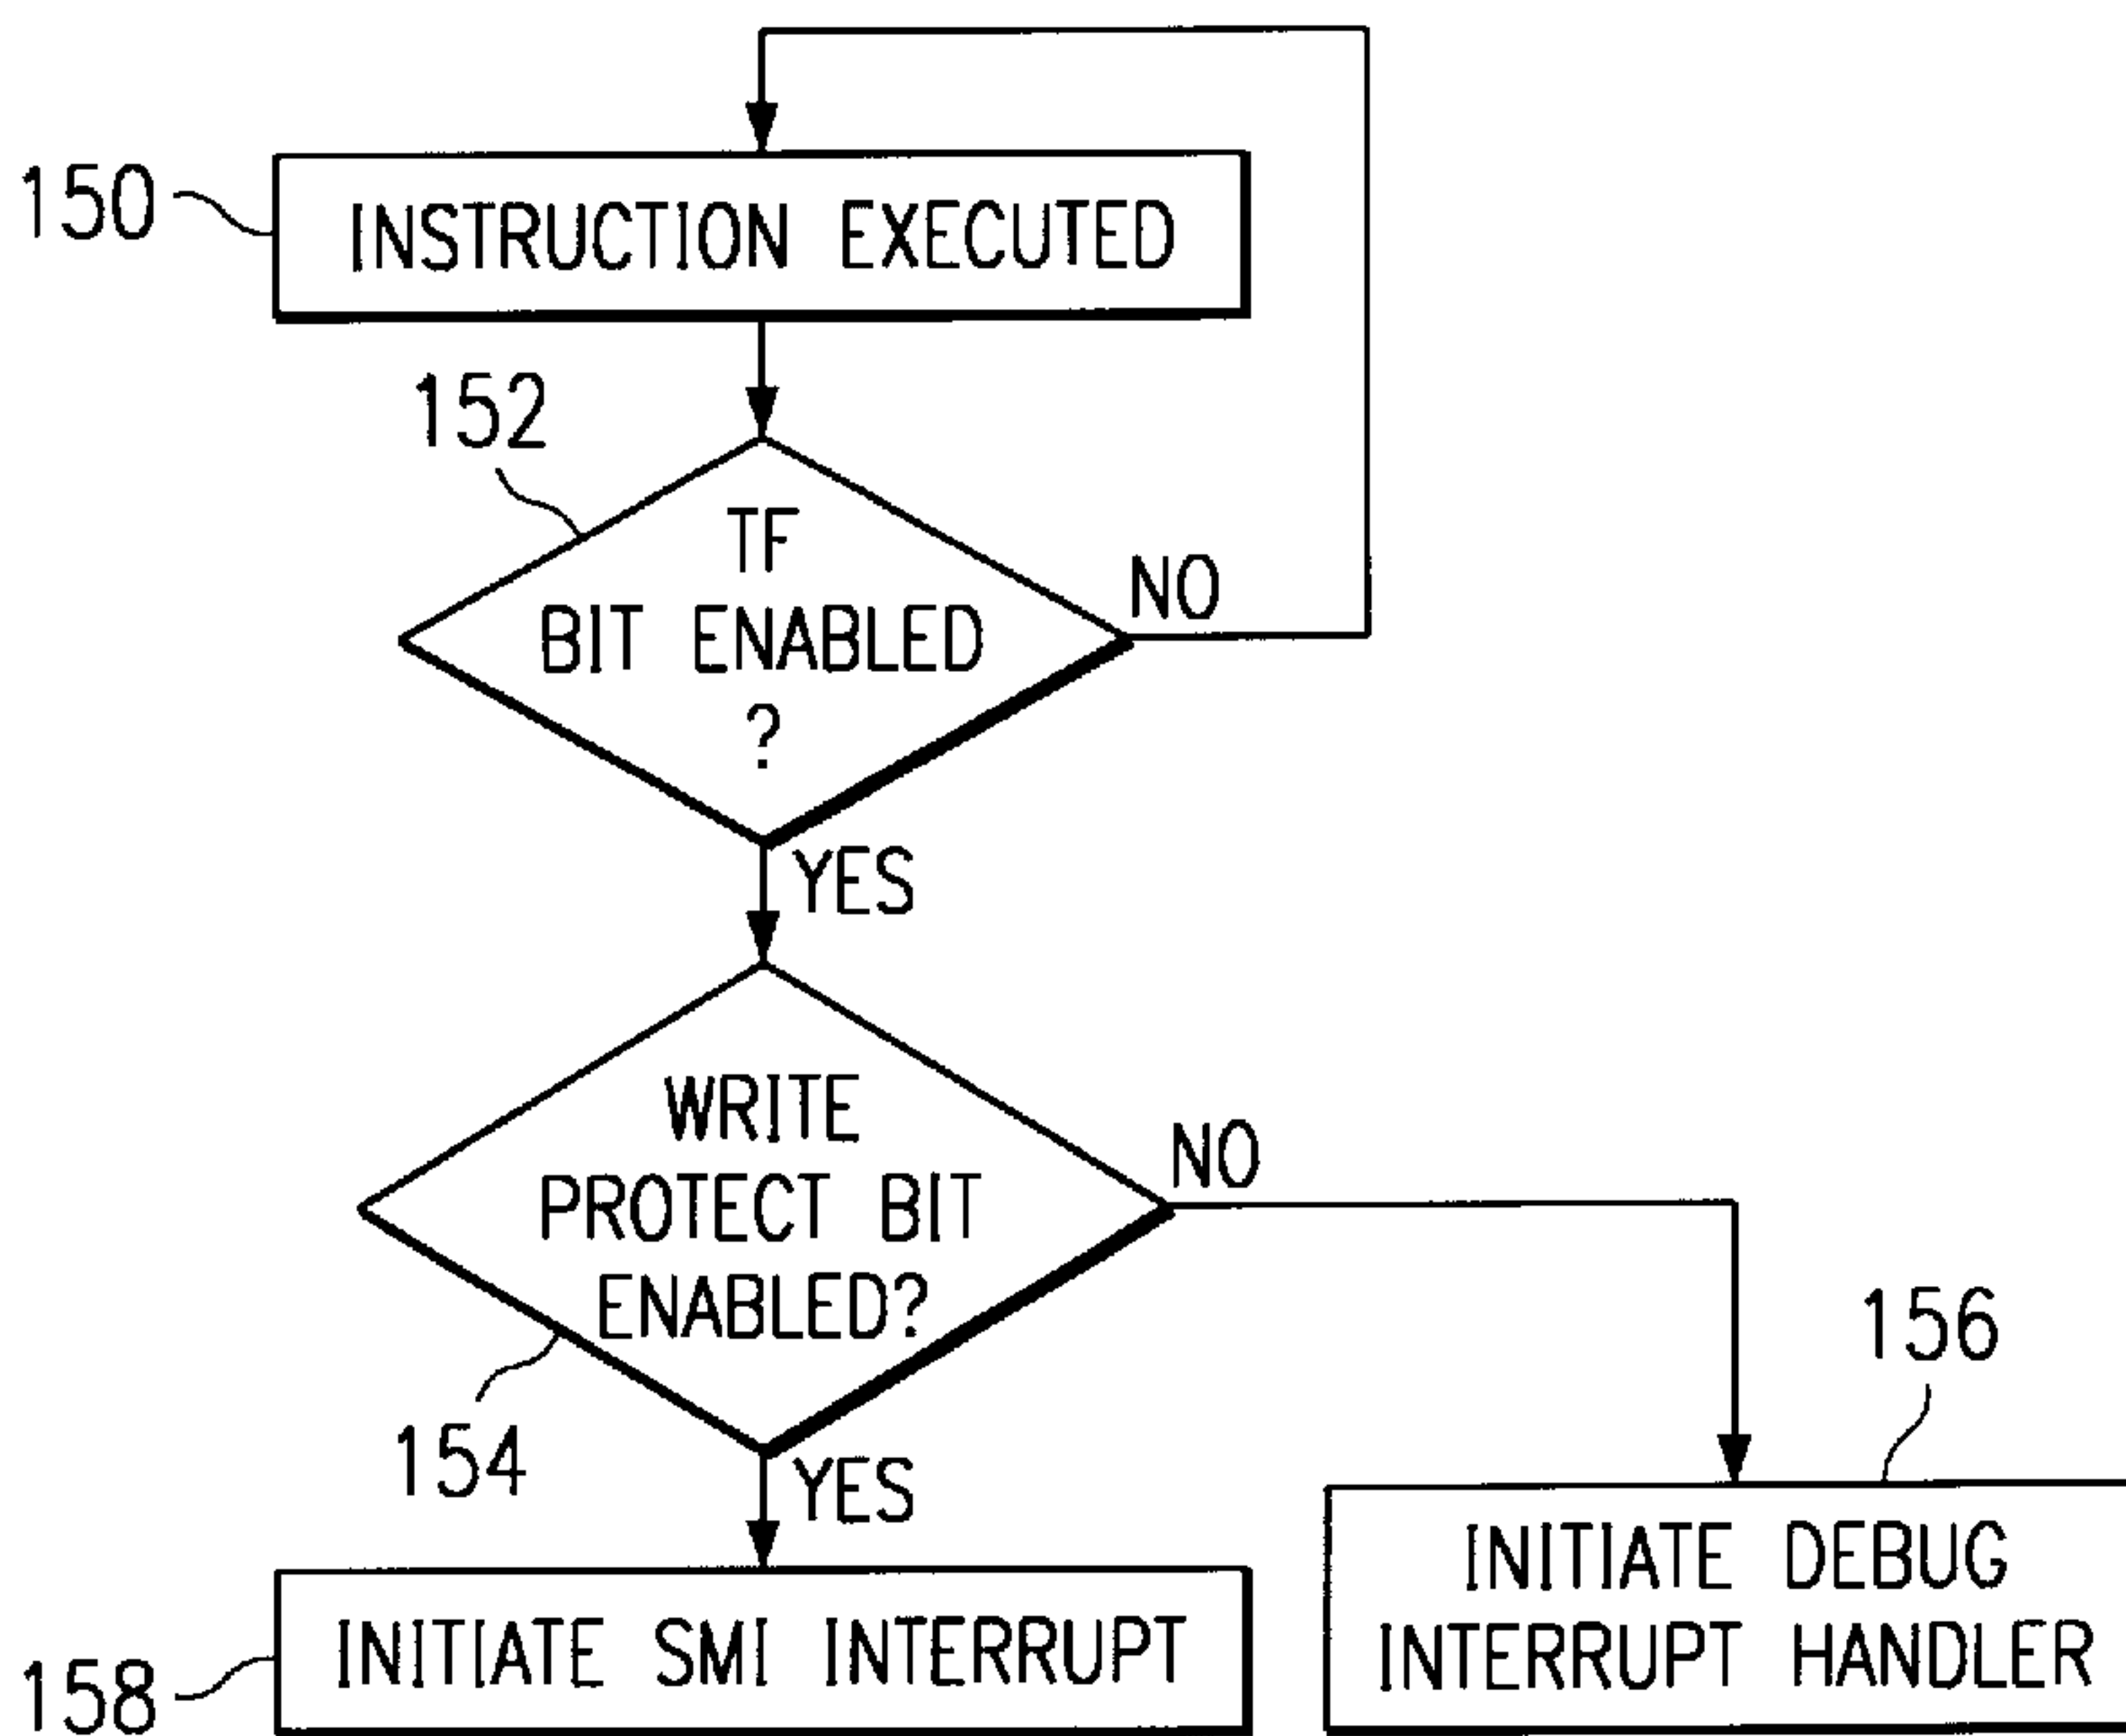 150
INSTRUCTION EXECUTED
152
TF
BIT ENABLED
?
NO
YES
WRITE
PROTECT BIT
ENABLED?
NO
154
YES
156
INITIATE DEBUG
INTERRUPT HANDLER
158
INITIATE SMI INTERRUPT